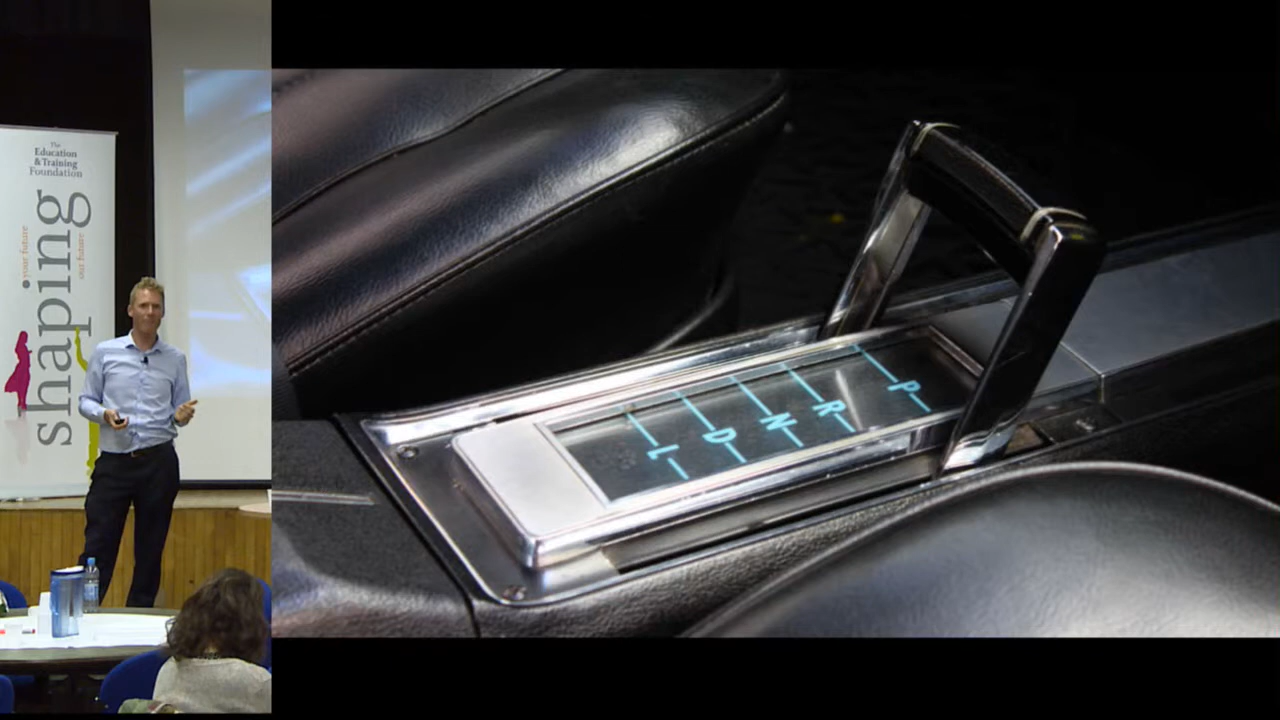 The
Education
& Training
Foundation
shaping
your future
our future
L
D
N
R
P